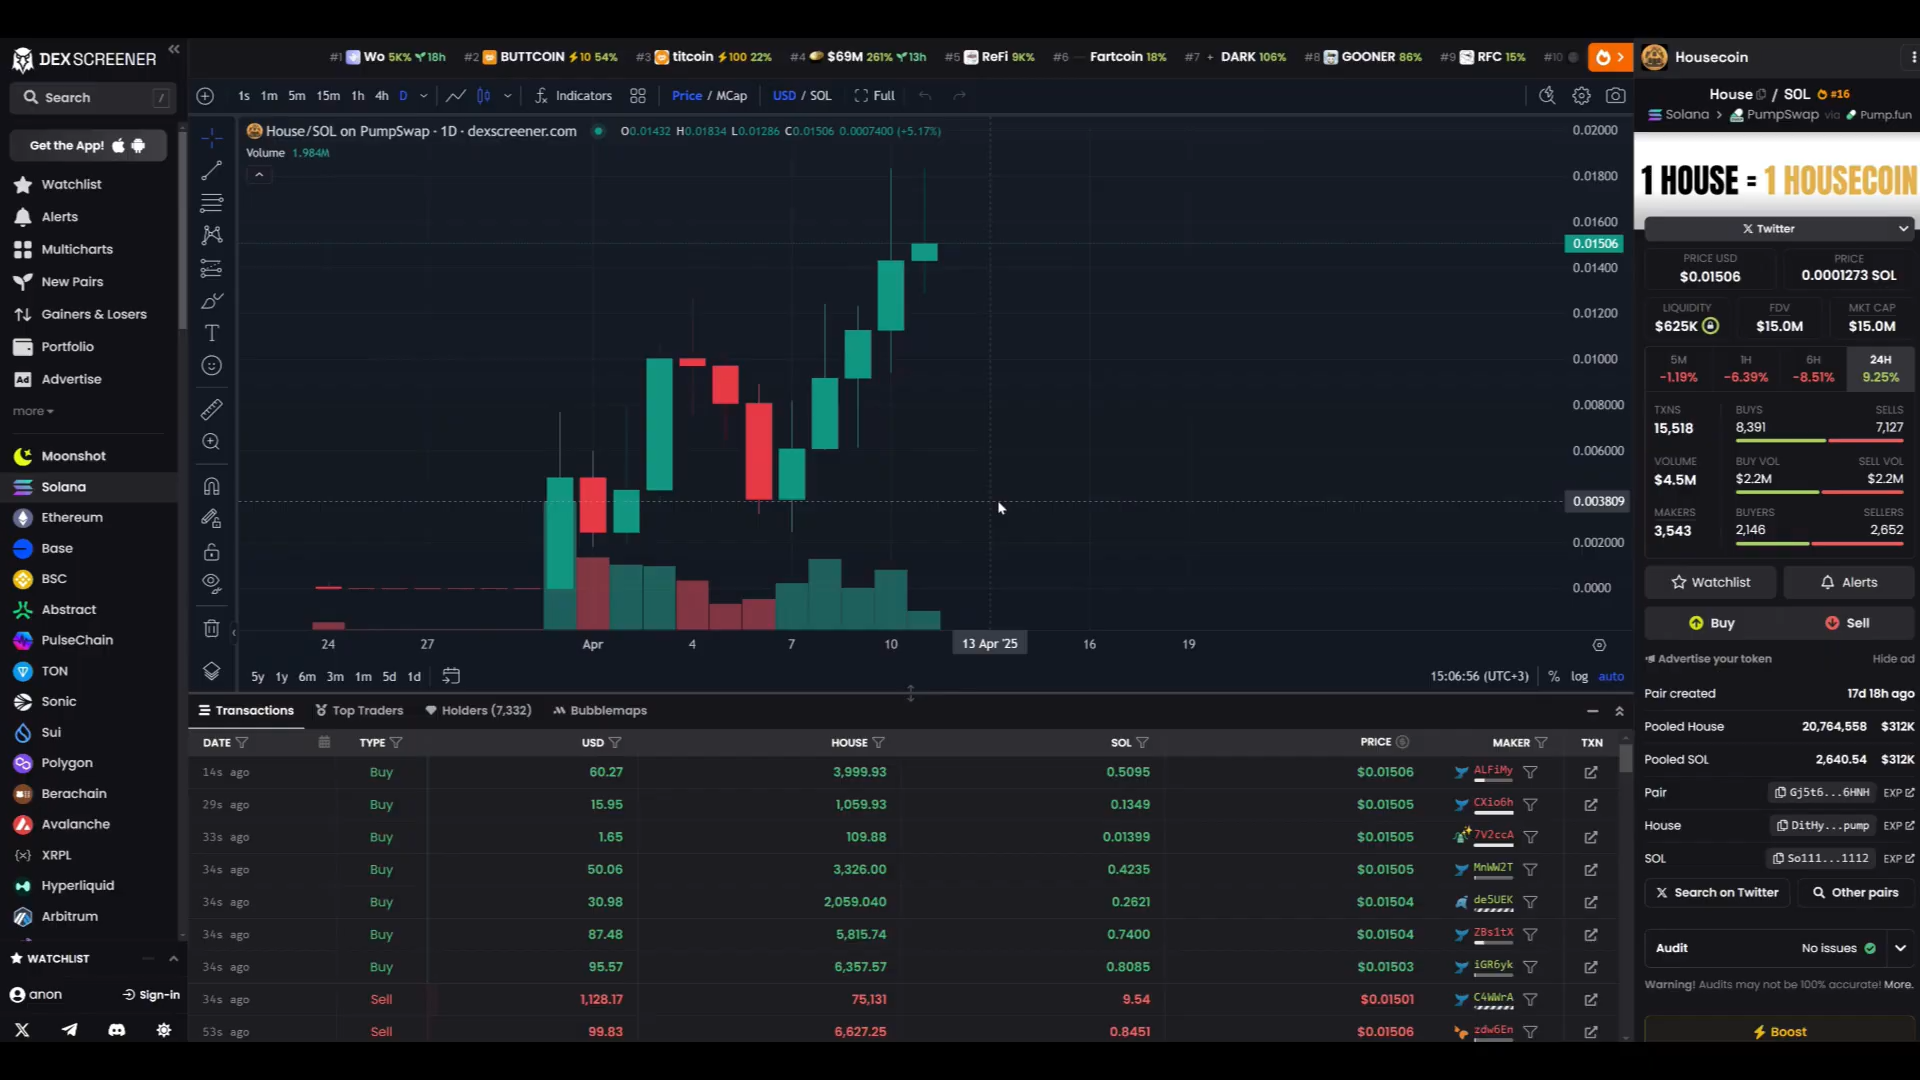 DEX SCREENER
Search /
Get the App!
Watchlist
Alerts
Multicharts
New Pairs
Gainers & Losers
Portfolio
Ad Advertise
more
Moonshot
Solana
Ethereum
Base
BSC
Abstract
PulseChain
TON
Sonic
Sui
Polygon
Berachain
Avalanche
XRPL
Hyperliquid
Arbitrum
WATCHLIST
anon Sign-in
#1 Wo 5K% 18h #2 BUTTCOIN 10 54% #3 titcoin 100 22% #4 $69M 261% 13h #5 ReFi 9K% #6 Fartcoin 18% #7 DARK 106% #8 GOONER 86% #9 RFC 15% #10
1s 1m 5m 15m 1h 4h D Indicators Price / MCap USD / SOL Full
House/SOL on PumpSwap · 1D · dexscreener.com O0.01432 H0.01834 L0.01286 C0.01506 0.0007400 (+5.17%)
Volume 1.984M
0.02000
0.01800
0.01600
0.01506
0.01400
0.01200
0.01000
0.008000
0.006000
0.003809
0.002000
0.0000
24 27 Apr 4 7 10 13 Apr '25 16 19
5y 1y 6m 3m 1m 5d 1d 15:06:56 (UTC+3) % log auto
Transactions Top Traders Holders (7,332) Bubblemaps
DATE TYPE USD HOUSE SOL PRICE MAKER TXN
14s ago Buy 60.27 3,999.93 0.5095 $0.01506 ALFiMy
29s ago Buy 15.95 1,059.93 0.1349 $0.01505 CXio6h
33s ago Buy 1.65 109.88 0.01399 $0.01505 7V2ccA
34s ago Buy 50.06 3,326.00 0.4235 $0.01505 MnWW2T
34s ago Buy 30.98 2,059.040 0.2621 $0.01504 de5UEK
34s ago Buy 87.48 5,815.74 0.7400 $0.01504 ZBs1tX
34s ago Buy 95.57 6,357.57 0.8085 $0.01503 iGR6yk
34s ago Sell 1,128.17 75,131 9.54 $0.01501 C4WWrA
53s ago Sell 99.83 6,627.25 0.8451 $0.01506 zdw6En
Housecoin
House / SOL #16
Solana > PumpSwap via Pump.fun
1 HOUSE = 1 HOUSECOIN
Twitter
PRICE USD PRICE
$0.01506 0.0001273 SOL
LIQUIDITY FDV MKT CAP
$625K $15.0M $15.0M
5M 1H 6H 24H
-1.19% -6.39% -8.51% 9.25%
TXNS BUYS SELLS
15,518 8,391 7,127
VOLUME BUY VOL SELL VOL
$4.5M $2.2M $2.2M
MAKERS BUYERS SELLERS
3,543 2,146 2,652
Watchlist Alerts
Buy Sell
Advertise your token Hide ad
Pair created 17d 18h ago
Pooled House 20,764,558 $312K
Pooled SOL 2,640.54 $312K
Pair Gj5t6...6HNH EXP
House DitHy...pump EXP
SOL So111...1112 EXP
Search on Twitter Other pairs
Audit No issues
Warning! Audits may not be 100% accurate! More.
Boost